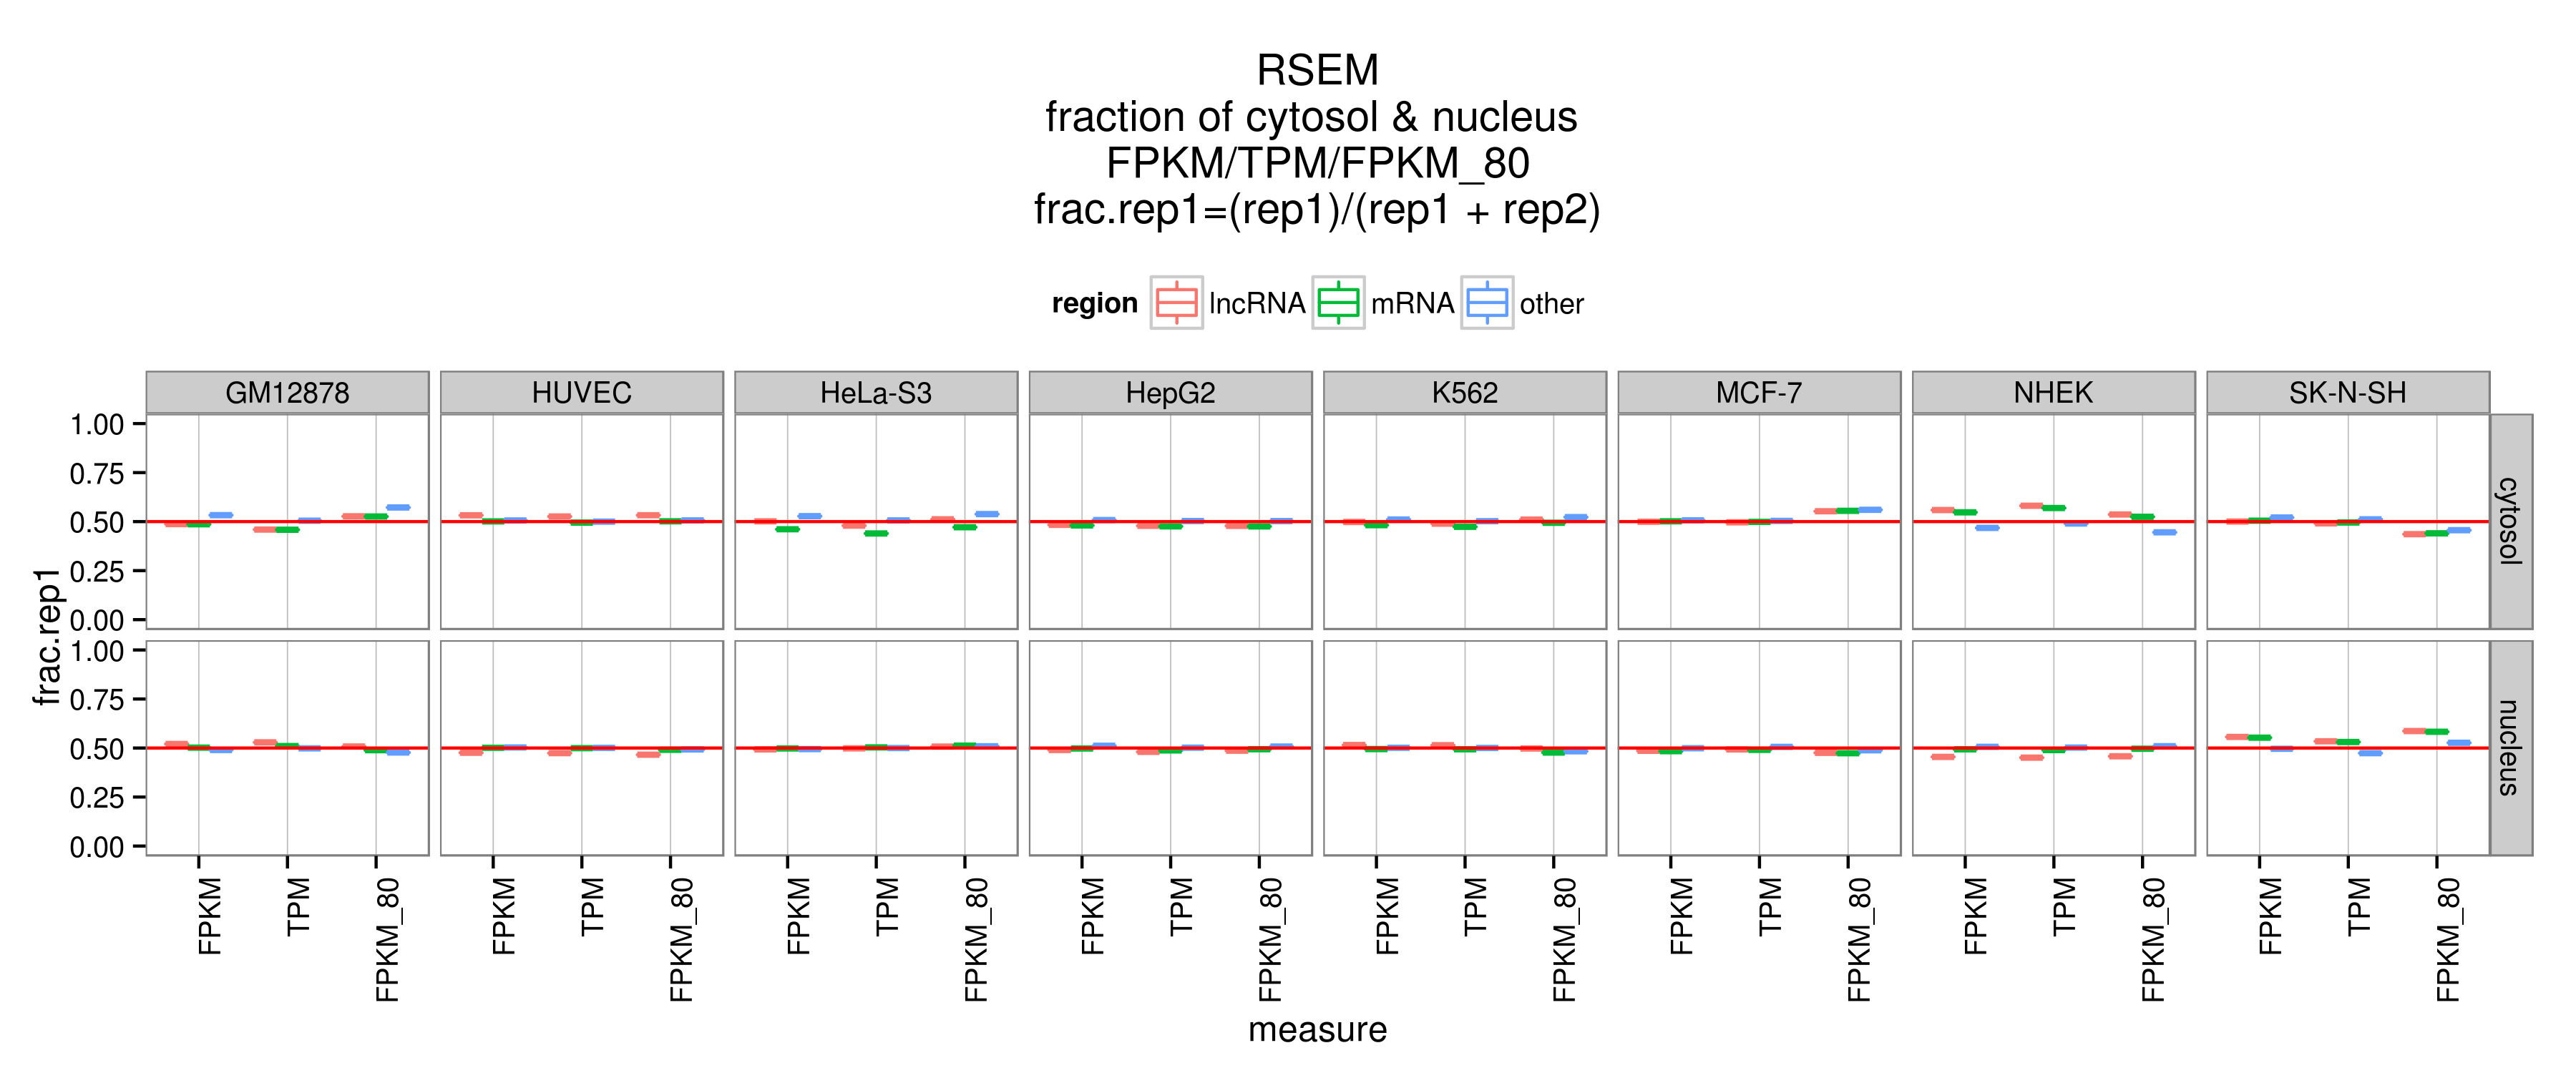 RSEM
fraction of cytosol & nucleus
FPKM/TPM/FPKM_80
frac.rep1=(rep1)/(rep1 + rep2)
region lncRNA mRNA other
GM12878 HUVEC HeLa-S3 HepG2 K562 MCF-7 NHEK SK-N-SH
1.00
0.75
0.50
0.25
0.00
cytosol
1.00
0.75
0.50
0.25
0.00
nucleus
frac.rep1
FPKM TPM FPKM_80 FPKM TPM FPKM_80 FPKM TPM FPKM_80 FPKM TPM FPKM_80 FPKM TPM FPKM_80 FPKM TPM FPKM_80 FPKM TPM FPKM_80 FPKM TPM FPKM_80
measure